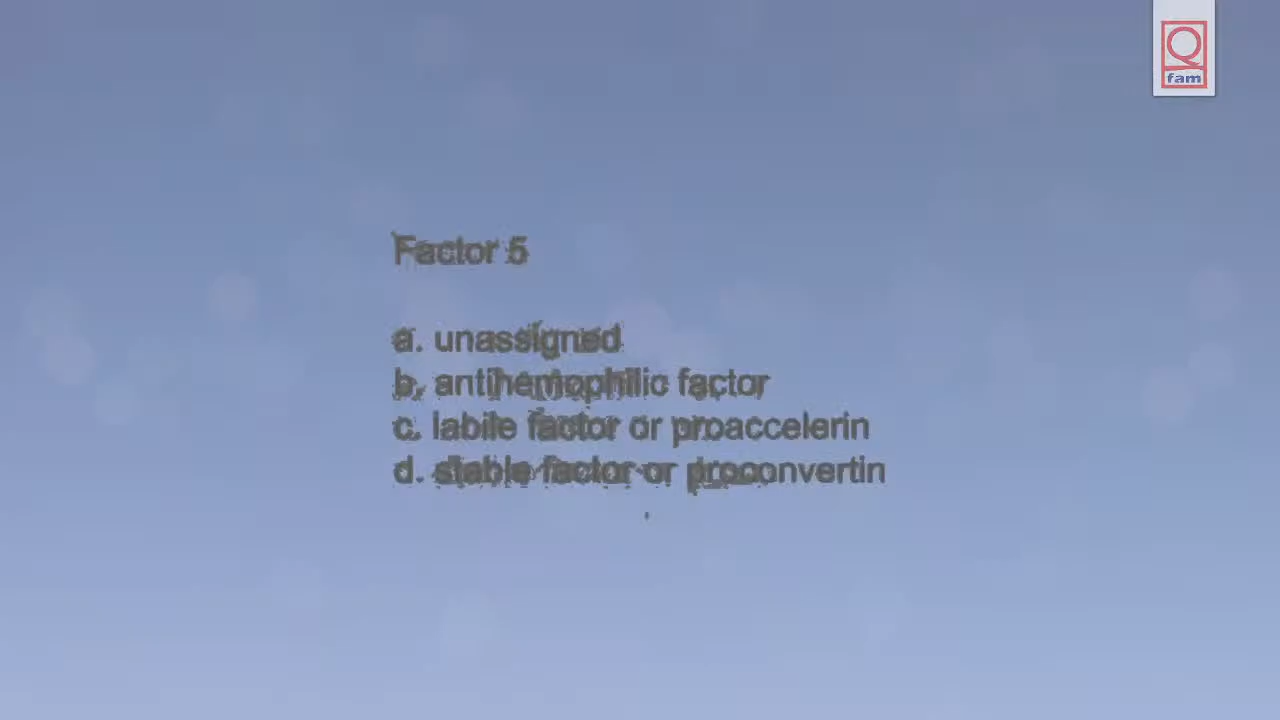 Q
fam
Factor 5
a. unassigned
b. antihemophilic factor
c. labile factor or proaccelerin
d. stable factor or proconvertin